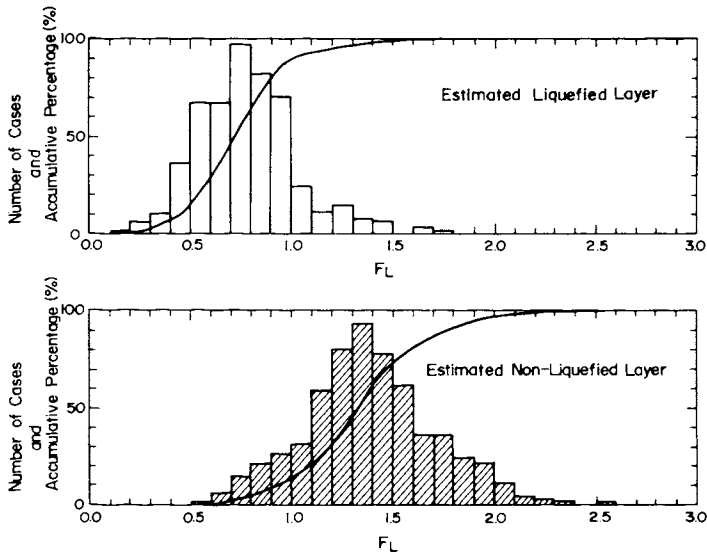 Number of Cases
and
Accumulative Percentage (%)
100
50
0
Estimated Liquefied Layer
0.0 0.5 1.0 1.5 2.0 2.5 3.0
FL
Number of Cases
and
Accumulative Percentage (%)
100
50
0
Estimated Non-Liquefied Layer
0.0 0.5 1.0 1.5 2.0 2.5 3.0
FL